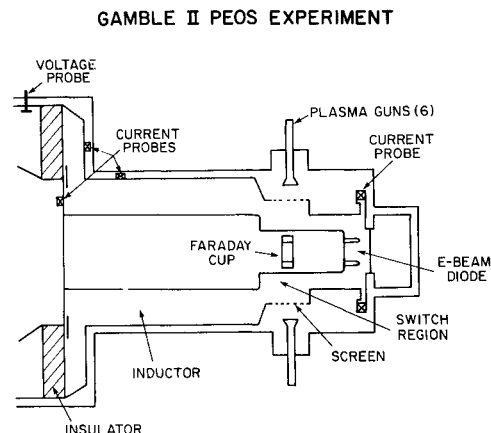 GAMBLE II PEOS EXPERIMENT
VOLTAGE
PROBE
PLASMA GUNS (6)
CURRENT
PROBES
CURRENT
PROBE
FARADAY
CUP
E-BEAM
DIODE
SWITCH
REGION
SCREEN
INDUCTOR
INSULATOR